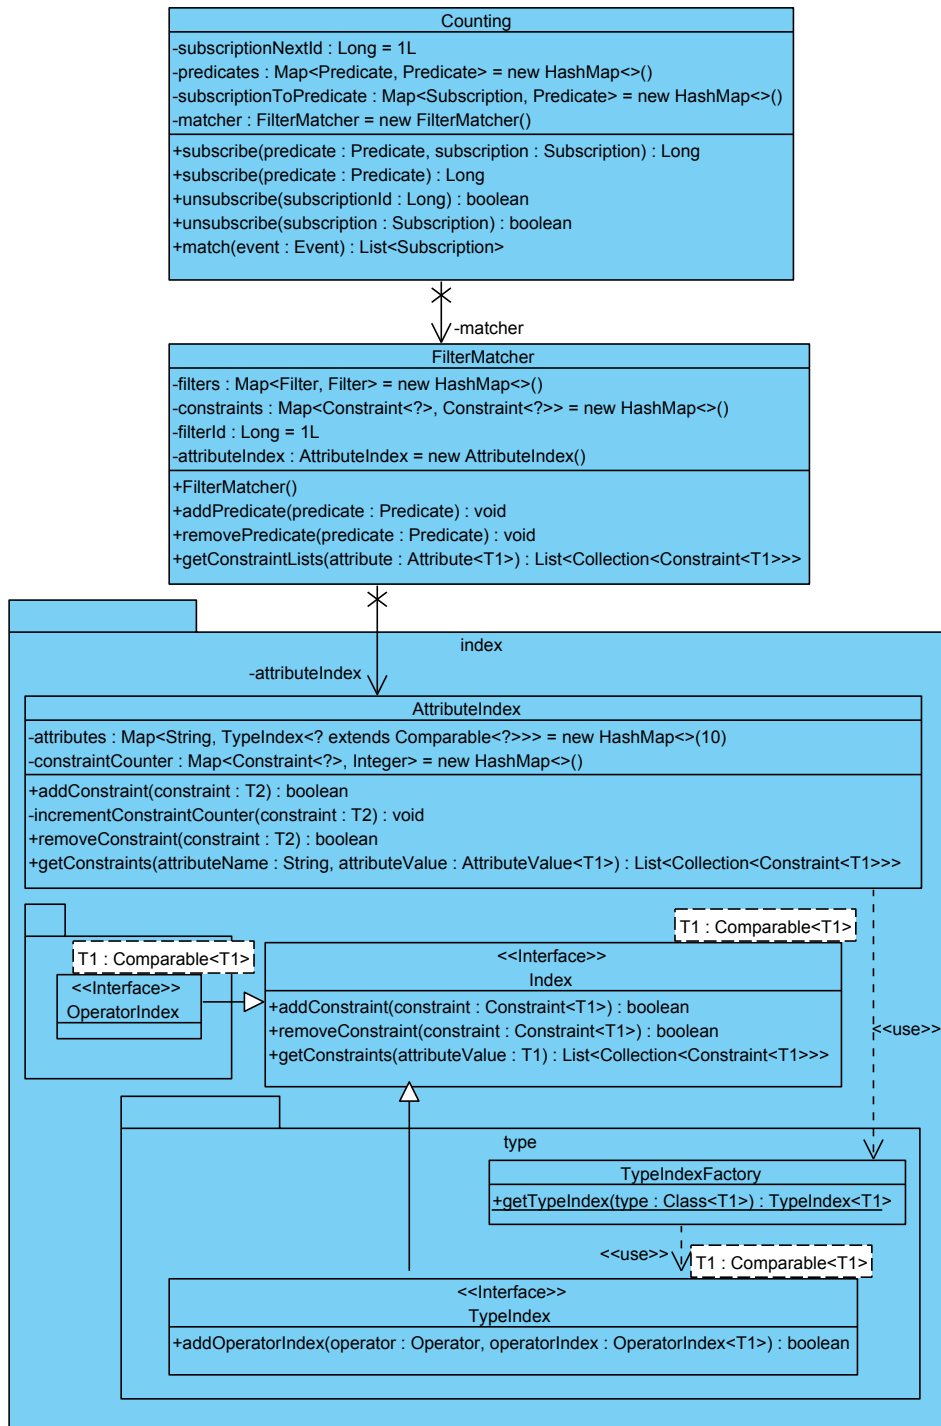 Counting
-subscriptionNextId : Long = 1L
-predicates : Map<Predicate, Predicate> = new HashMap<>()
-subscriptionToPredicate : Map<Subscription, Predicate> = new HashMap<>()
-matcher : FilterMatcher = new FilterMatcher()
+subscribe(predicate : Predicate, subscription : Subscription) : Long
+subscribe(predicate : Predicate) : Long
+unsubscribe(subscriptionId : Long) : boolean
+unsubscribe(subscription : Subscription) : boolean
+match(event : Event) : List<Subscription>
-matcher
FilterMatcher
-filters : Map<Filter, Filter> = new HashMap<>()
-constraints : Map<Constraint<?>, Constraint<?>> = new HashMap<>()
-filterId : Long = 1L
-attributeIndex : AttributeIndex = new AttributeIndex()
+FilterMatcher()
+addPredicate(predicate : Predicate) : void
+removePredicate(predicate : Predicate) : void
+getConstraintLists(attribute : Attribute<T1>) : List<Collection<Constraint<T1>>>
index
-attributeIndex
AttributeIndex
-attributes : Map<String, TypeIndex<? extends Comparable<?>>> = new HashMap<>(10)
-constraintCounter : Map<Constraint<?>, Integer> = new HashMap<>()
+addConstraint(constraint : T2) : boolean
-incrementConstraintCounter(constraint : T2) : void
+removeConstraint(constraint : T2) : boolean
+getConstraints(attributeName : String, attributeValue : AttributeValue<T1>) : List<Collection<Constraint<T1>>>
T1 : Comparable<T1>
<<Interface>>
OperatorIndex
T1 : Comparable<T1>
<<Interface>>
Index
+addConstraint(constraint : Constraint<T1>) : boolean
+removeConstraint(constraint : Constraint<T1>) : boolean
+getConstraints(attributeValue : T1) : List<Collection<Constraint<T1>>>
<<use>>
type
TypeIndexFactory
+getTypeIndex(type : Class<T1>) : TypeIndex<T1>
<<use>>
T1 : Comparable<T1>
<<Interface>>
TypeIndex
+addOperatorIndex(operator : Operator, operatorIndex : OperatorIndex<T1>) : boolean